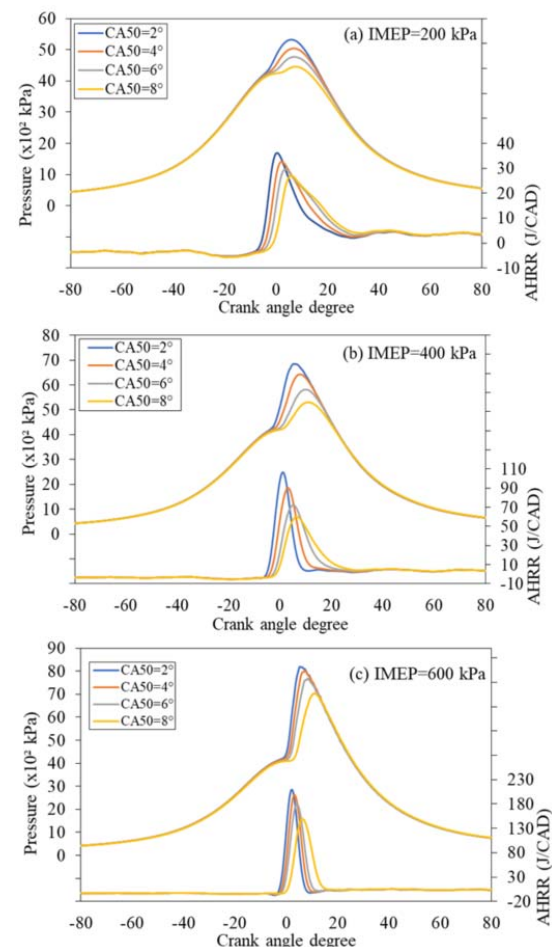 (a) IMEP=200 kPa
CA50=2°
CA50=4°
CA50=6°
CA50=8°
Pressure (x10² kPa)
60
50
40
30
20
10
0
AHRR (J/CAD)
40
30
20
10
0
-10
-80 -60 -40 -20 0 20 40 60 80
Crank angle degree
(b) IMEP=400 kPa
CA50=2°
CA50=4°
CA50=6°
CA50=8°
Pressure (x10² kPa)
80
70
60
50
40
30
20
10
0
AHRR (J/CAD)
110
90
70
50
30
10
-10
-80 -60 -40 -20 0 20 40 60 80
Crank angle degree
(c) IMEP=600 kPa
CA50=2°
CA50=4°
CA50=6°
CA50=8°
Pressure (x10² kPa)
90
80
70
60
50
40
30
20
10
0
AHRR (J/CAD)
230
180
130
80
30
-20
-80 -60 -40 -20 0 20 40 60 80
Crank angle degree